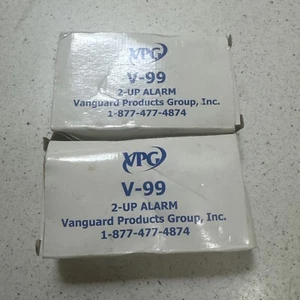 VPG
V-99
2-UP ALARM
Vanguard Products Group, Inc.
1-877-477-4874
VPG
V-99
2-UP ALARM
Vanguard Products Group, Inc.
1-877-477-4874